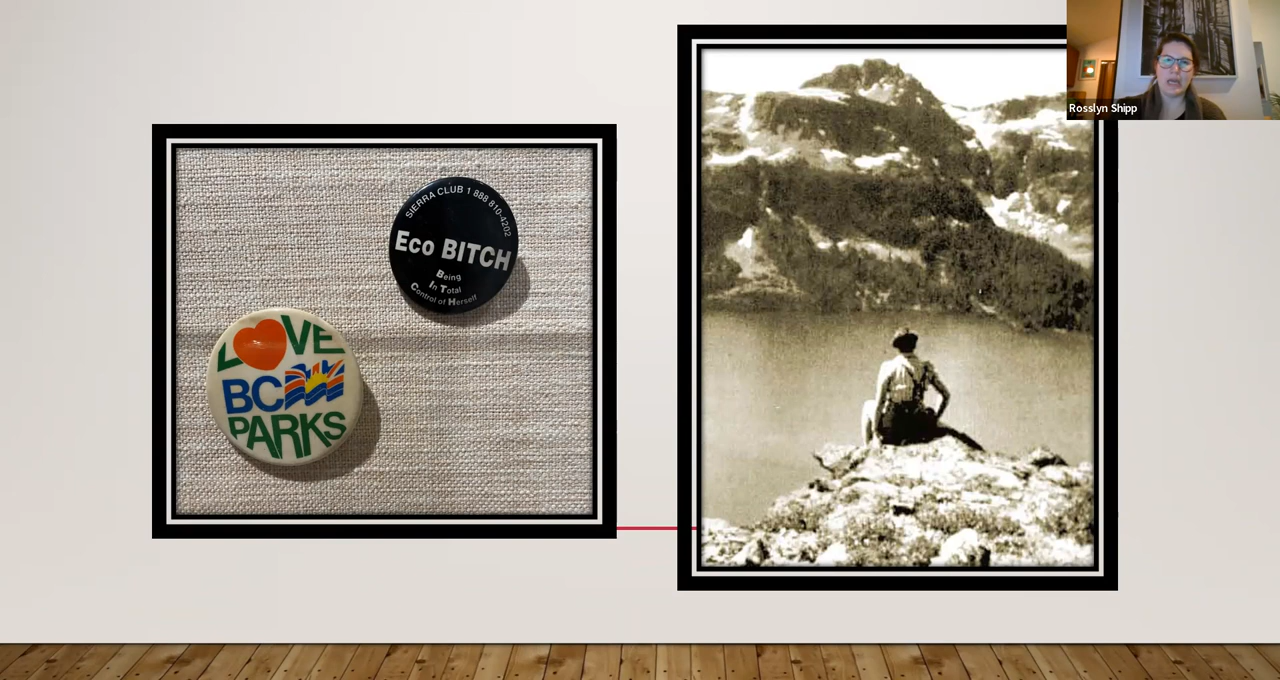 SIERRA CLUB 1 888 810-4202
Eco BITCH
Being
In Total
Control of Herself
LOVE
BC
PARKS
Rosslyn Shipp